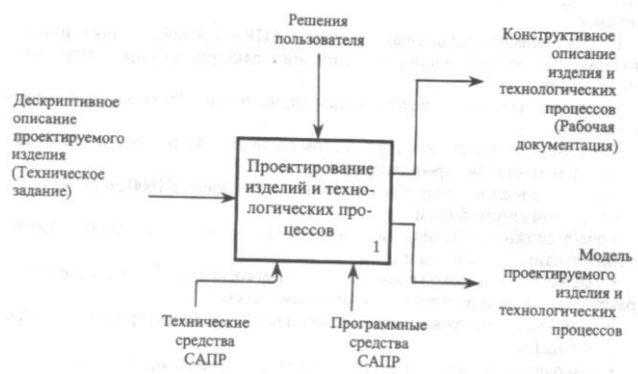 Решения
пользователя
Конструктивное
описание
изделия и
технологических
процессов
(Рабочая
документация)
Дескриптивное
описание
проектируемого
изделия
(Техническое
задание)
Проектирование
изделий и техно-
логических про-
цессов
1
Модель
проектируемого
изделия и
технологических
процессов
Технические
средства
САПР
Программные
средства
САПР